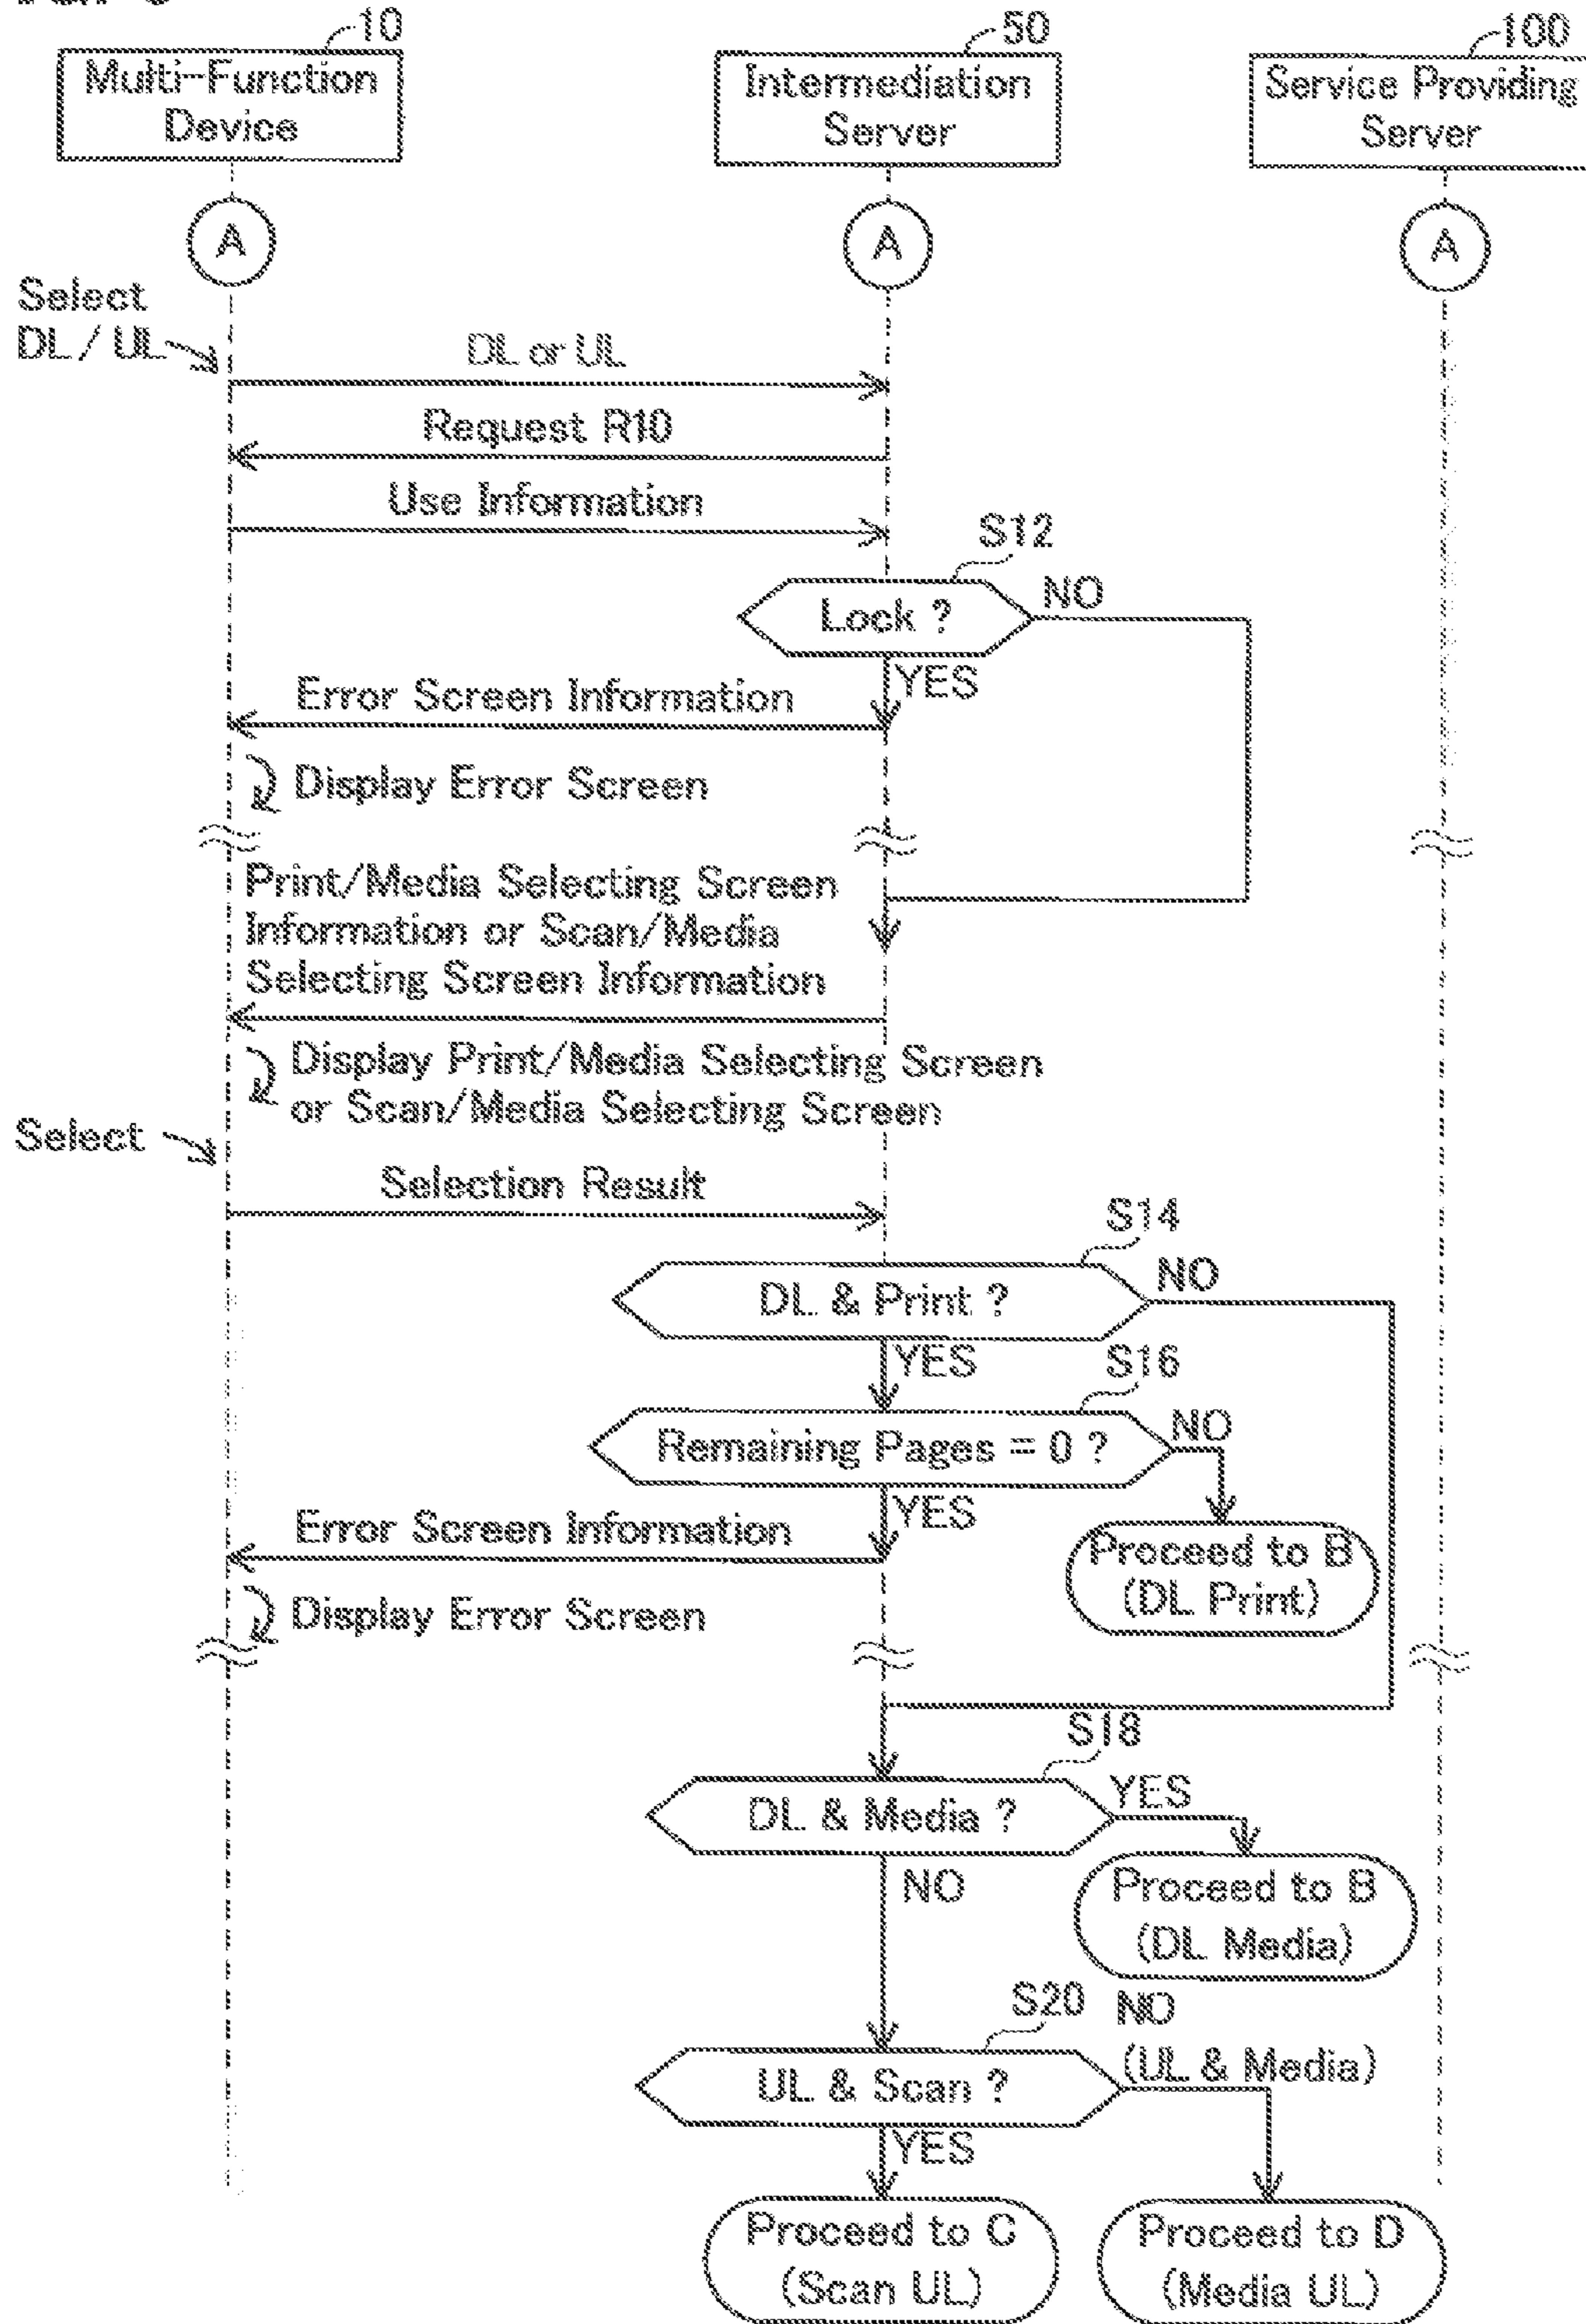 10
50
100
Multi-Function
Device
Intermediation
Server
Service Providing
Server
A
A
A
Select
DL / UL
DL or UL
Request R10
Use Information
S12
Lock ?
NO
YES
Error Screen Information
Display Error Screen
Print/Media Selecting Screen
Information or Scan/Media
Selecting Screen Information
Display Print/Media Selecting Screen
or Scan/Media Selecting Screen
Select
Selection Result
S14
DL & Print ?
NO
YES
S16
Remaining Pages = 0 ?
NO
YES
Error Screen Information
Proceed to B
(DL Print)
Display Error Screen
S18
DL & Media ?
YES
NO
Proceed to B
(DL Media)
S20
NO
(UL & Media)
UL & Scan ?
YES
Proceed to C
(Scan UL)
Proceed to D
(Media UL)